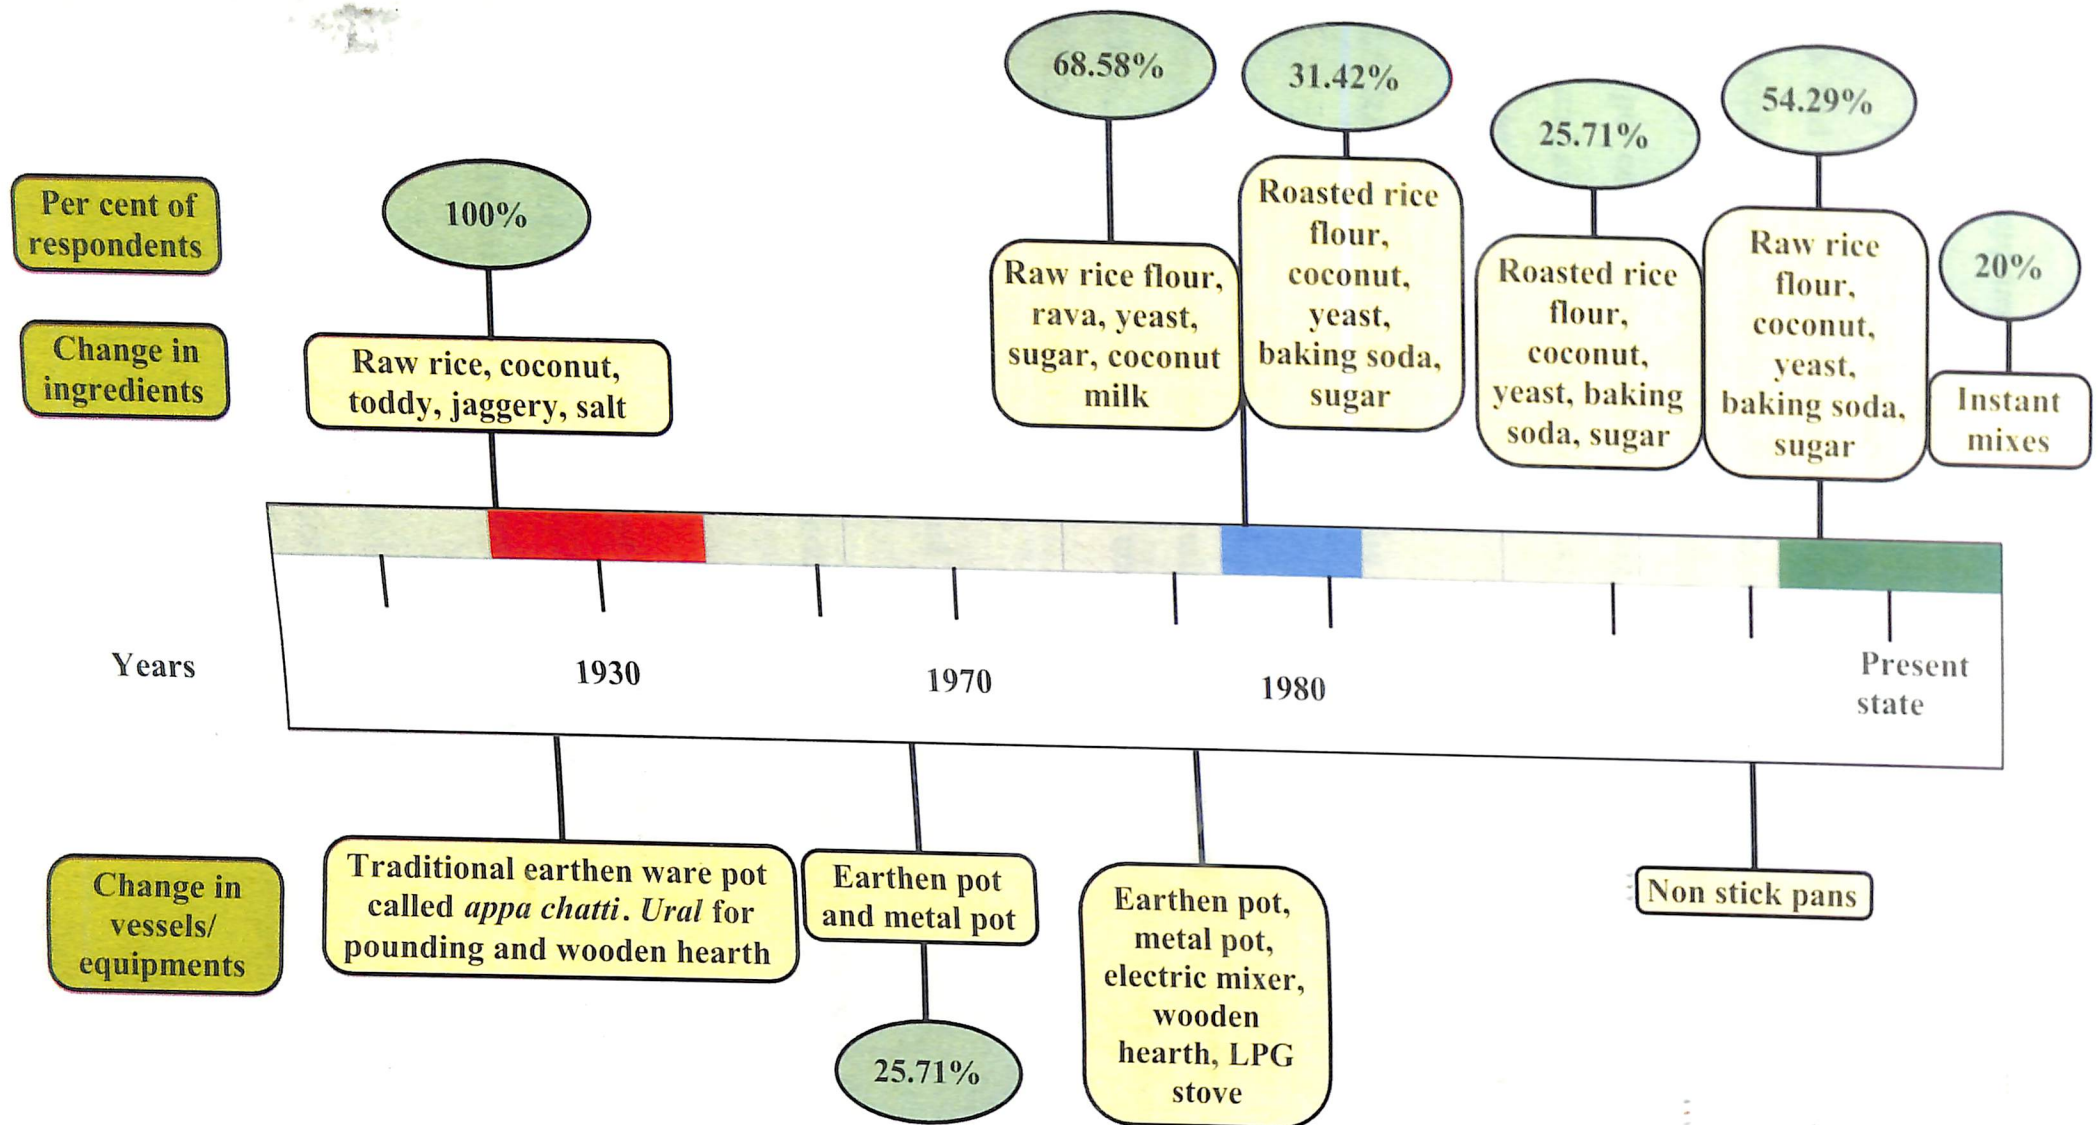 68.58%
31.42%
54.29%
25.71%
Per cent of
respondents
100%
20%
Change in
ingredients
Raw rice, coconut,
toddy, jaggery, salt
Raw rice flour,
rava, yeast,
sugar, coconut
milk
Roasted rice
flour,
coconut,
yeast,
baking soda,
sugar
Roasted rice
flour,
coconut,
yeast, baking
soda, sugar
Raw rice
flour,
coconut,
yeast,
baking soda,
sugar
Instant
mixes
Years
1930
1970
1980
Present
state
Change in
vessels/
equipments
Traditional earthen ware pot
called appa chatti. Ural for
pounding and wooden hearth
Earthen pot
and metal pot
Earthen pot,
metal pot,
electric mixer,
wooden
hearth, LPG
stove
Non stick pans
25.71%